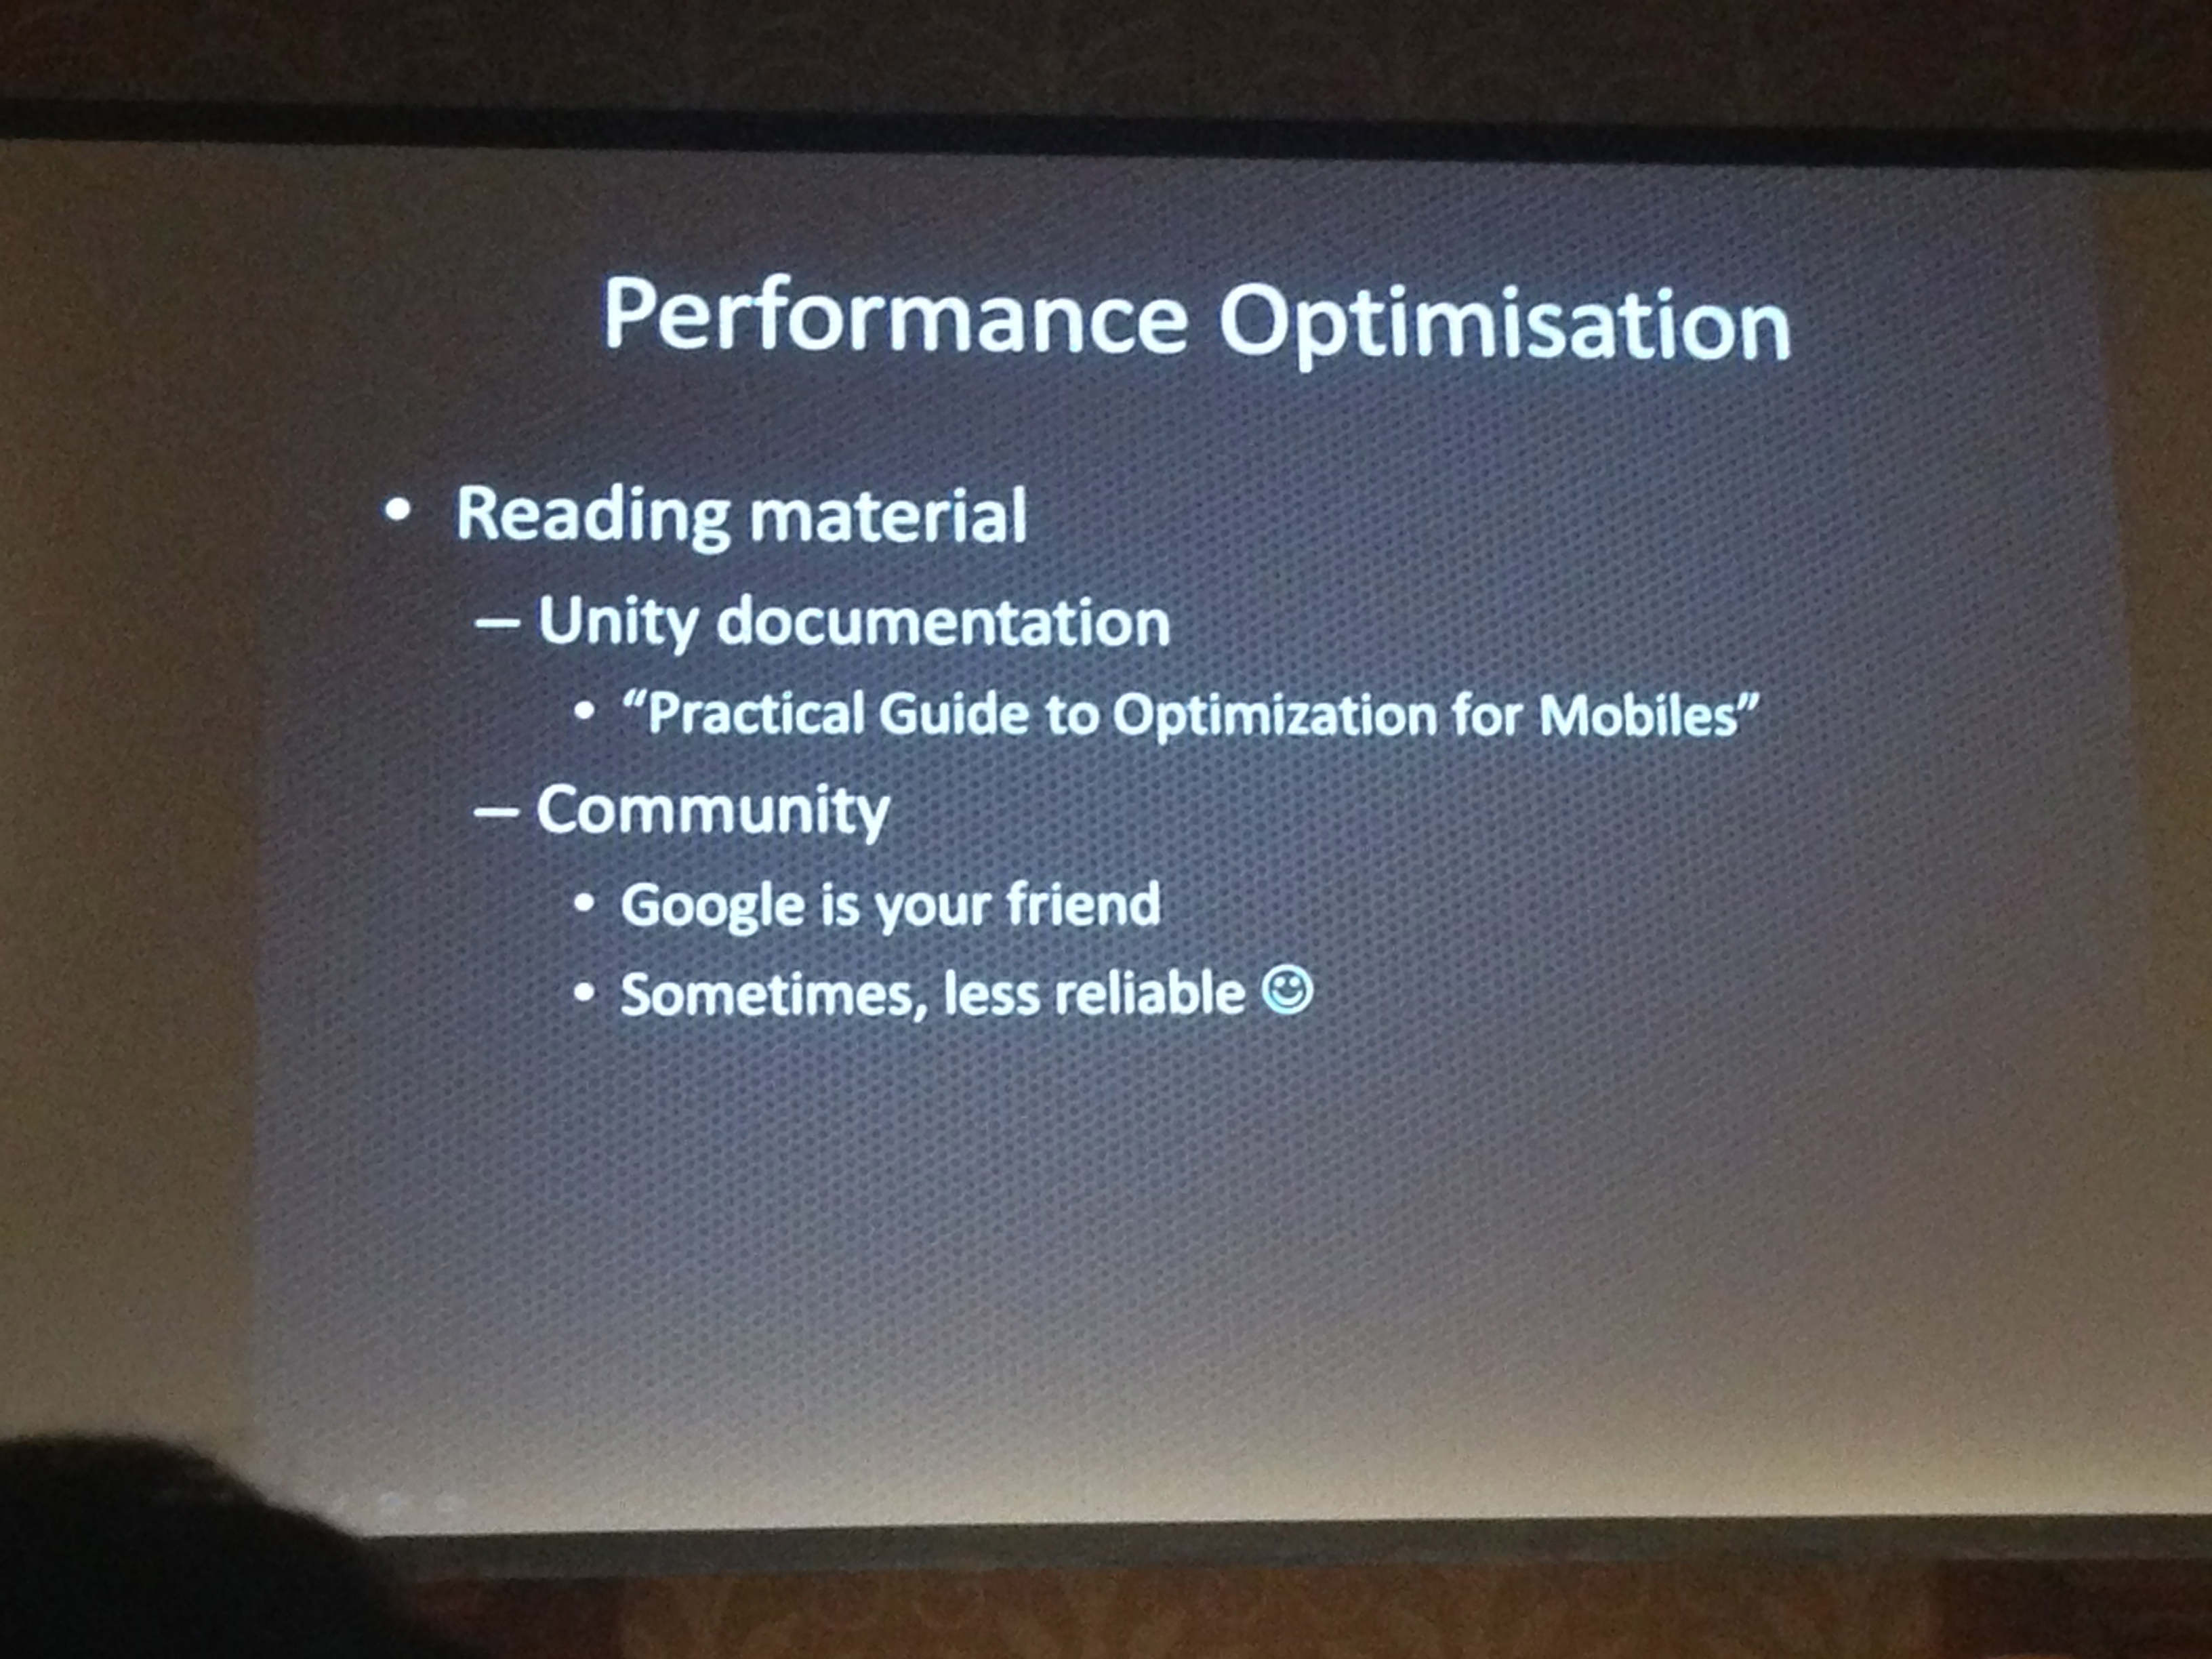 Performance Optimisation
• Reading material
– Unity documentation
• “Practical Guide to Optimization for Mobiles”
– Community
• Google is your friend
• Sometimes, less reliable ☺